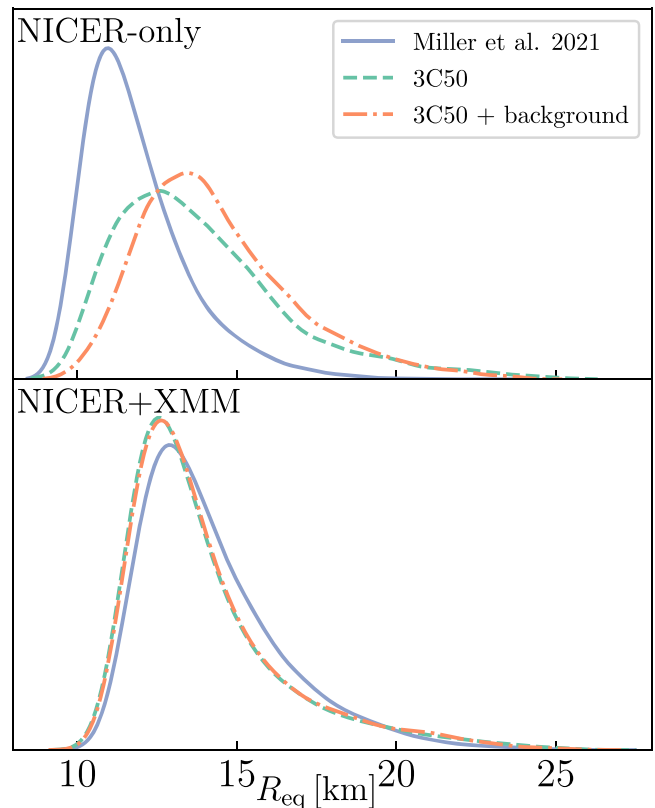 NICER-only
Miller et al. 2021
3C50
3C50 + background
NICER+XMM
10 15 20 25
R_eq [km]